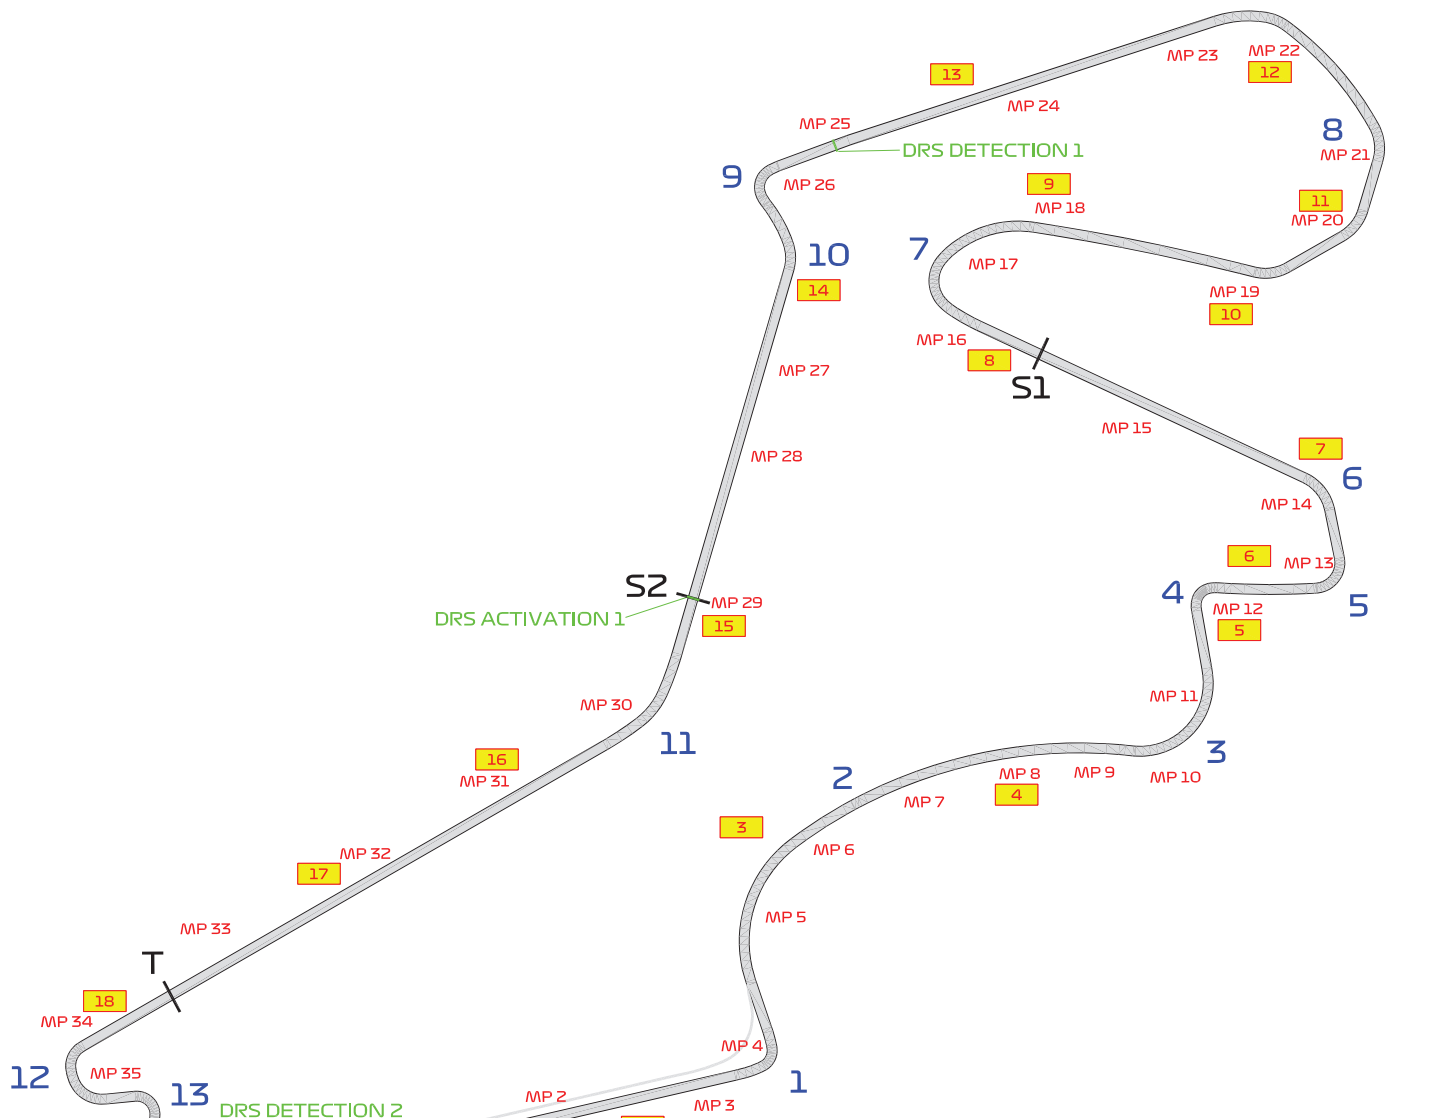 MP 22
12
MP 23
13
MP 24
MP 25
8
DRS DETECTION 1
MP 21
9
MP 26
9
MP 18
11
MP 20
7
10
MP 17
14
MP 19
10
MP 16
8
S1
MP 27
MP 15
7
MP 28
6
MP 14
6
MP 13
S2
4
MP 29
5
DRS ACTIVATION 1
MP 12
15
5
MP 11
MP 30
11
3
16
MP 31
2
MP 8
MP 9
MP 10
4
MP 7
3
MP 32
MP 6
17
MP 5
MP 33
T
18
MP 34
MP 4
12
MP 35
1
13
MP 2
MP 3
DRS DETECTION 2